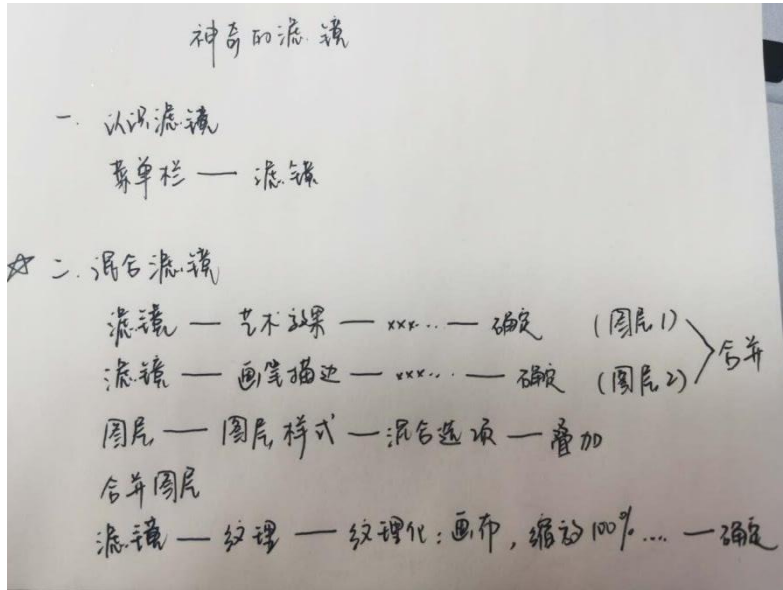 神奇的滤镜
一. 认识滤镜
菜单栏 — 滤镜
☆ 二. 混合滤镜
滤镜 — 艺术效果 — xxx... — 确定 (图层1)
滤镜 — 画笔描边 — xxx... — 确定 (图层2) 合并
图层 — 图层样式 — 混合选项 — 叠加
合并图层
滤镜 — 纹理 — 纹理化：画布，缩放100%.... — 确定